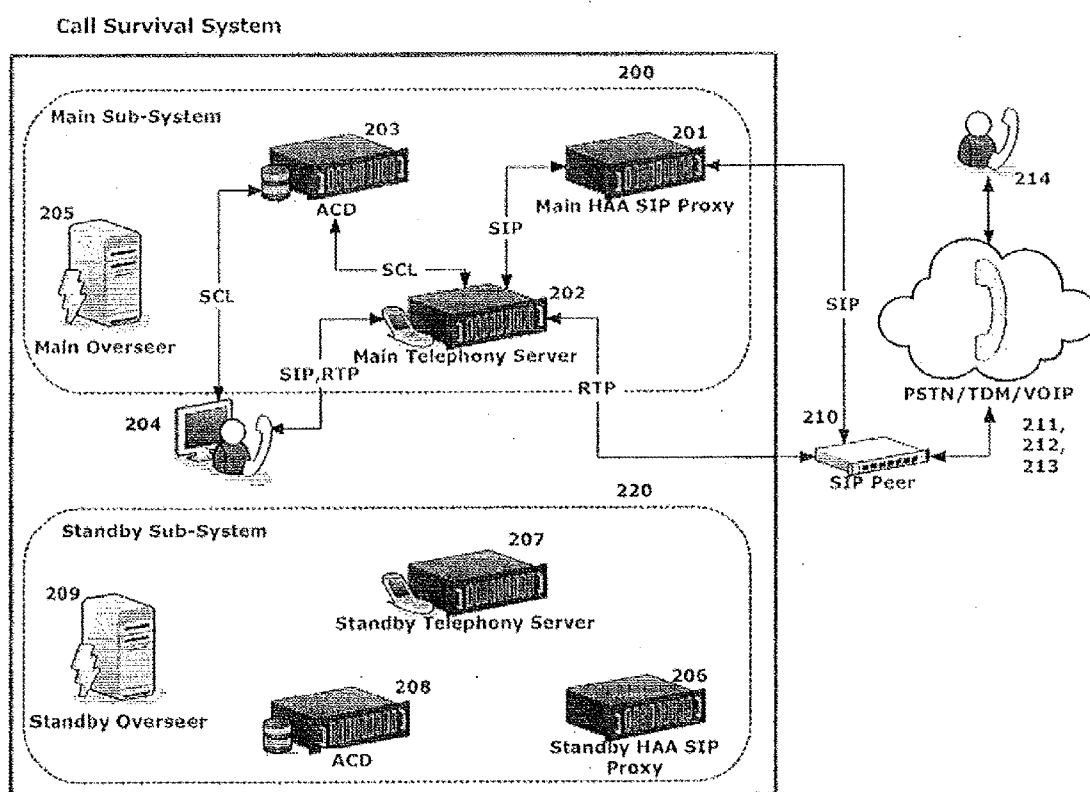 Call Survival System
200
Main Sub-System
203
201
214
205
ACD
Main HAA SIP Proxy
SIP
SCL
SCL
202
SIP
Main Overseer
Main Telephony Server
PSTN/TDM/VOIP
SIP,RTP
RTP
204
210
211,
212,
213
SIP Peer
220
Standby Sub-System
207
209
Standby Telephony Server
208
206
Standby Overseer
ACD
Standby HAA SIP
Proxy